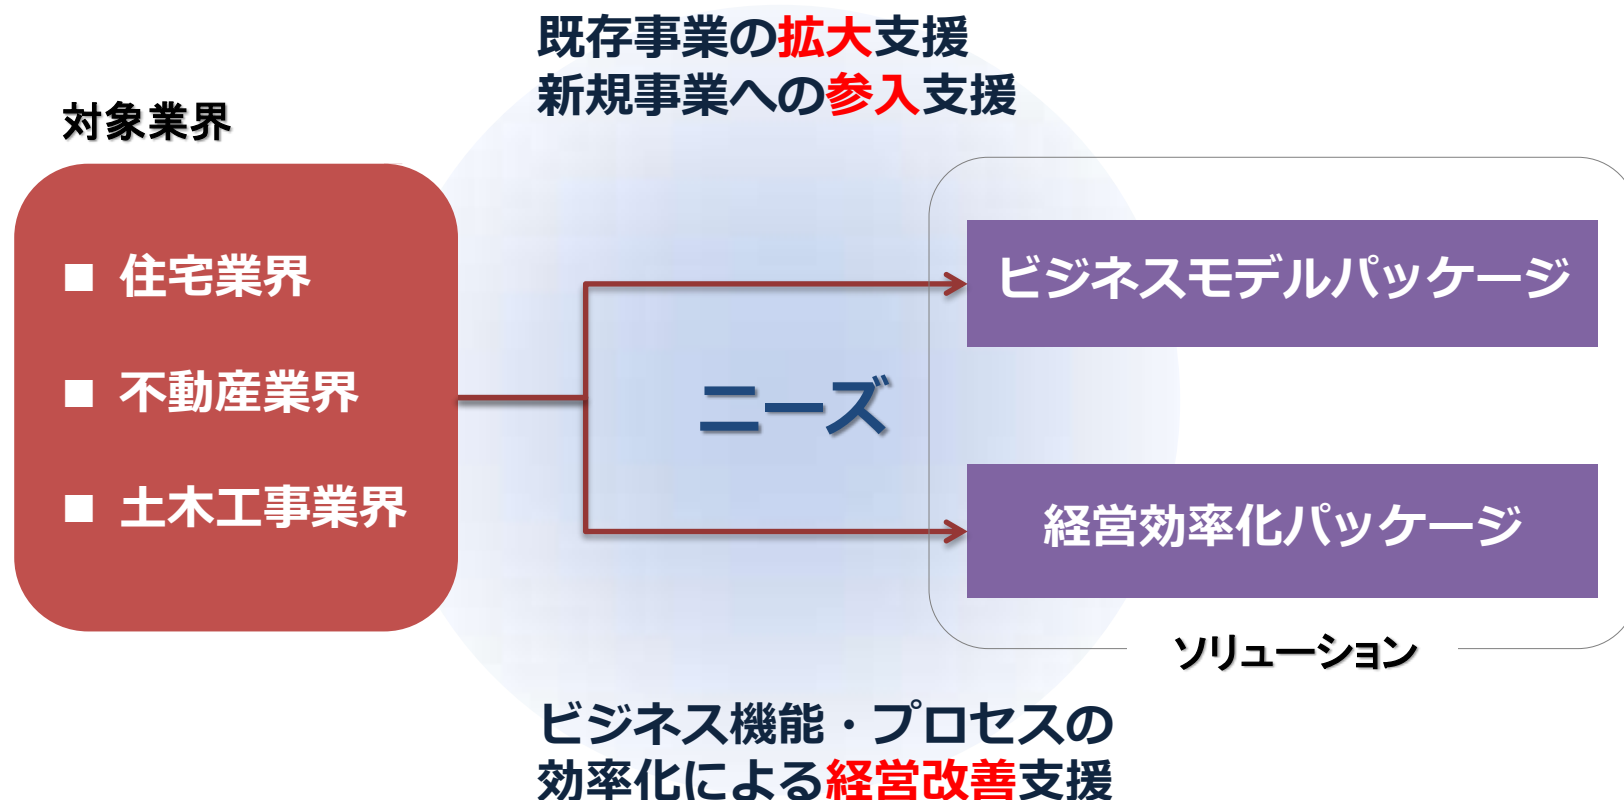 既存事業の拡大支援
新規事業への参入支援
対象業界
■ 住宅業界
■ 不動産業界
■ 土木工事業界
ニーズ
ビジネスモデルパッケージ
経営効率化パッケージ
ソリューション
ビジネス機能・プロセスの
効率化による経営改善支援